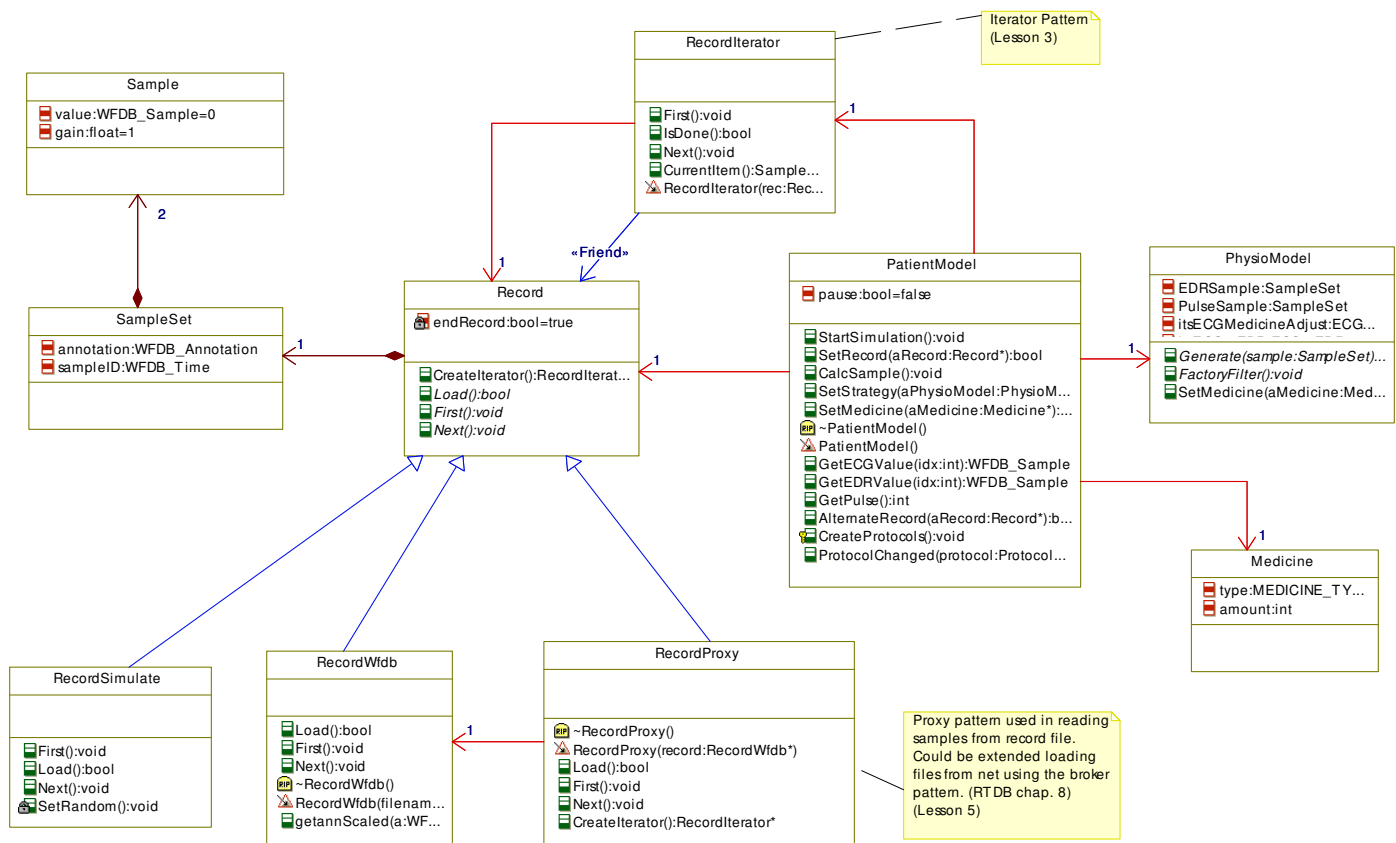 Iterator Pattern
(Lesson 3)
RecordIterator
First():void
IsDone():bool
Next():void
CurrentItem():Sample...
RecordIterator(rec:Rec...
Sample
value:WFDB_Sample=0
gain:float=1
1
2
«Friend»
1
SampleSet
annotation:WFDB_Annotation
sampleID:WFDB_Time
1
Record
endRecord:bool=true
CreateIterator():RecordIterat...
Load():bool
First():void
Next():void
1
PatientModel
pause:bool=false
StartSimulation():void
SetRecord(aRecord:Record*):bool
CalcSample():void
SetStrategy(aPhysioModel:PhysioM...
SetMedicine(aMedicine:Medicine*):...
RIP ~PatientModel()
PatientModel()
GetECGValue(idx:int):WFDB_Sample
GetEDRValue(idx:int):WFDB_Sample
GetPulse():int
AlternateRecord(aRecord:Record*):b...
CreateProtocols():void
ProtocolChanged(protocol:Protocol...
1
PhysioModel
EDRSample:SampleSet
PulseSample:SampleSet
itsECGMedicineAdjust:ECG...
Generate(sample:SampleSet)...
FactoryFilter():void
SetMedicine(aMedicine:Med...
1
Medicine
type:MEDICINE_TY...
amount:int
RecordSimulate
First():void
Load():bool
Next():void
SetRandom():void
RecordWfdb
Load():bool
First():void
Next():void
RIP ~RecordWfdb()
RecordWfdb(filenam...
getannScaled(a:WF...
1
RecordProxy
RIP ~RecordProxy()
RecordProxy(record:RecordWfdb*)
Load():bool
First():void
Next():void
CreateIterator():RecordIterator*
Proxy pattern used in reading
samples from record file.
Could be extended loading
files from net using the broker
pattern. (RTDB chap. 8)
(Lesson 5)